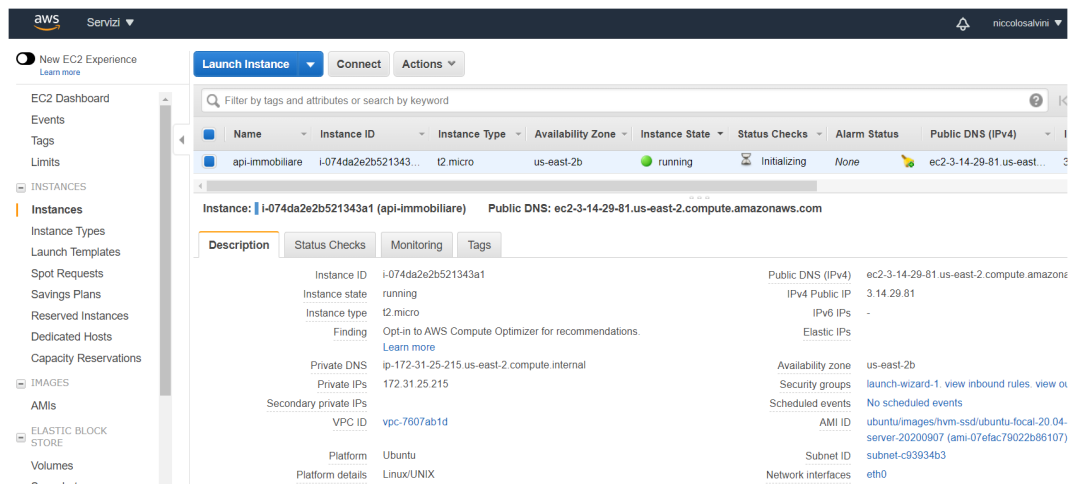 aws Servizi niccolosalvini
New EC2 Experience
Learn more
EC2 Dashboard
Events
Tags
Limits
INSTANCES
Instances
Instance Types
Launch Templates
Spot Requests
Savings Plans
Reserved Instances
Dedicated Hosts
Capacity Reservations
IMAGES
AMIs
ELASTIC BLOCK
STORE
Volumes
Launch Instance Connect Actions
Filter by tags and attributes or search by keyword
Name Instance ID Instance Type Availability Zone Instance State Status Checks Alarm Status Public DNS (IPv4)
api-immobiliare i-074da2e2b521343... t2.micro us-east-2b running Initializing None ec2-3-14-29-81.us-east...
Instance: i-074da2e2b521343a1 (api-immobiliare) Public DNS: ec2-3-14-29-81.us-east-2.compute.amazonaws.com
Description Status Checks Monitoring Tags
Instance ID i-074da2e2b521343a1 Public DNS (IPv4) ec2-3-14-29-81.us-east-2.compute.amazona
Instance state running IPv4 Public IP 3.14.29.81
Instance type t2.micro IPv6 IPs -
Finding Opt-in to AWS Compute Optimizer for recommendations. Elastic IPs
Learn more
Private DNS ip-172-31-25-215.us-east-2.compute.internal Availability zone us-east-2b
Private IPs 172.31.25.215 Security groups launch-wizard-1. view inbound rules. view ou
Secondary private IPs Scheduled events No scheduled events
VPC ID vpc-7607ab1d AMI ID ubuntu/images/hvm-ssd/ubuntu-focal-20.04-
server-20200907 (ami-07efac79022b86107)
Platform Ubuntu Subnet ID subnet-c93934b3
Platform details Linux/UNIX Network interfaces eth0